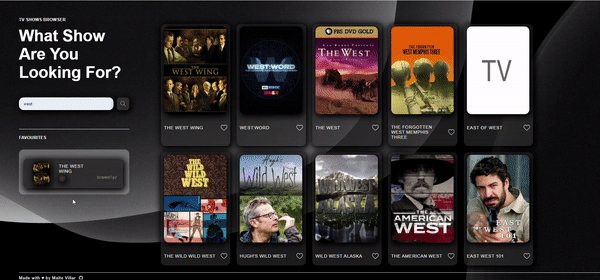 TV SHOWS BROWSER
What Show
Are You
Looking For?
west
FAVOURITES
THE WEST
WING
THE
WEST WING
WEST:WORD
PBS DVD GOLD
THE WEST
THE FORGOTTEN
WEST MEMPHIS THREE
TV
THE WEST WING
WEST:WORD
THE WEST
THE FORGOTTEN
WEST MEMPHIS
THREE
EAST OF WEST
THE
WILD
WILD
WEST
Hugh's
Wild West
THE
AMERICAN
WEST
EAST
WEST
101
THE WILD WILD WEST
HUGH'S WILD WEST
WILD WEST ALASKA
THE AMERICAN WEST
EAST WEST 101
Made with ♥ by Maite Villar